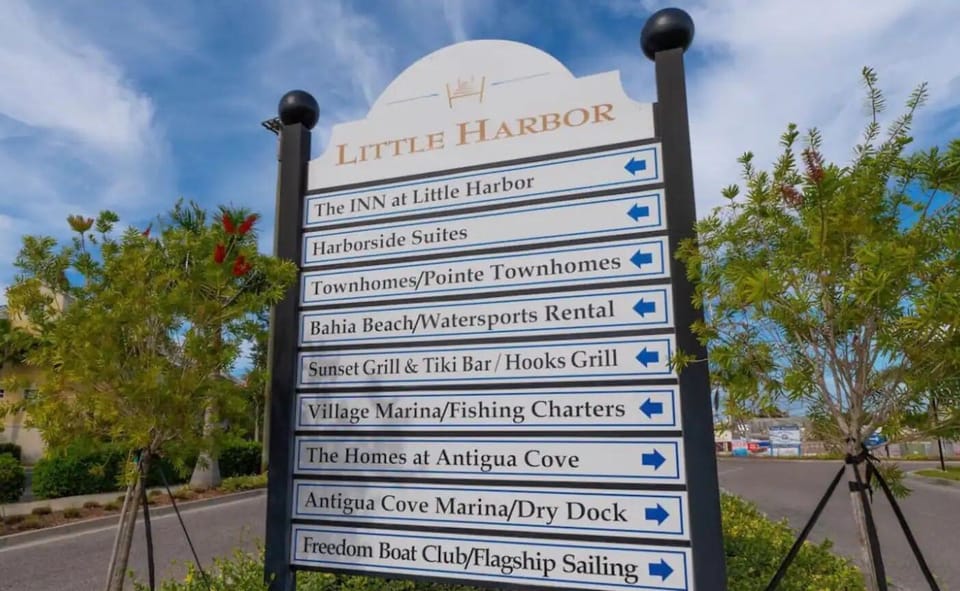 LITTLE HARBOR
The INN at Little Harbor
Harborside Suites
Townhomes/Pointe Townhomes
Bahia Beach/Watersports Rental
Sunset Grill & Tiki Bar / Hooks Grill
Village Marina/Fishing Charters
The Homes at Antigua Cove
Antigua Cove Marina/Dry Dock
Freedom Boat Club/Flagship Sailing